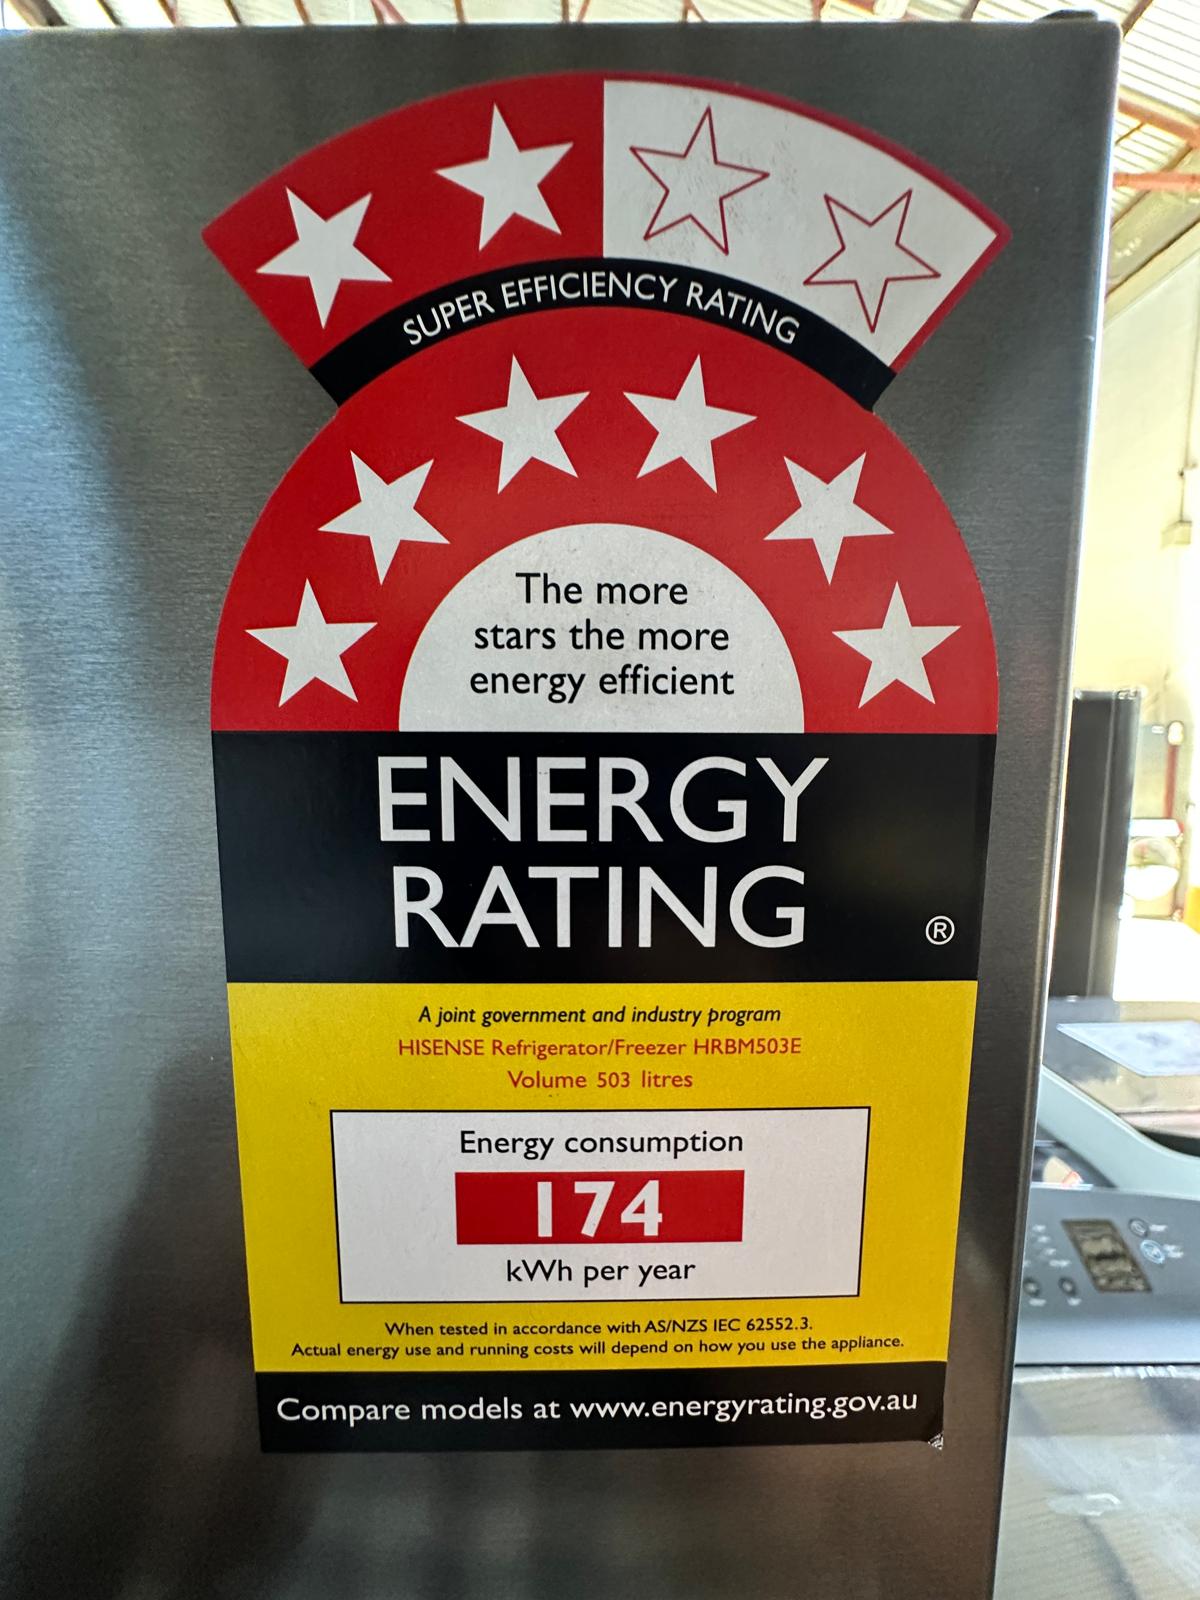 SUPER EFFICIENCY RATING
The more
stars the more
energy efficient
ENERGY
RATING
®
A joint government and industry program
HISENSE Refrigerator/Freezer HRBM503E
Volume 503 litres
Energy consumption
174
kWh per year
When tested in accordance with AS/NZS IEC 62552.3.
Actual energy use and running costs will depend on how you use the appliance.
Compare models at www.energyrating.gov.au